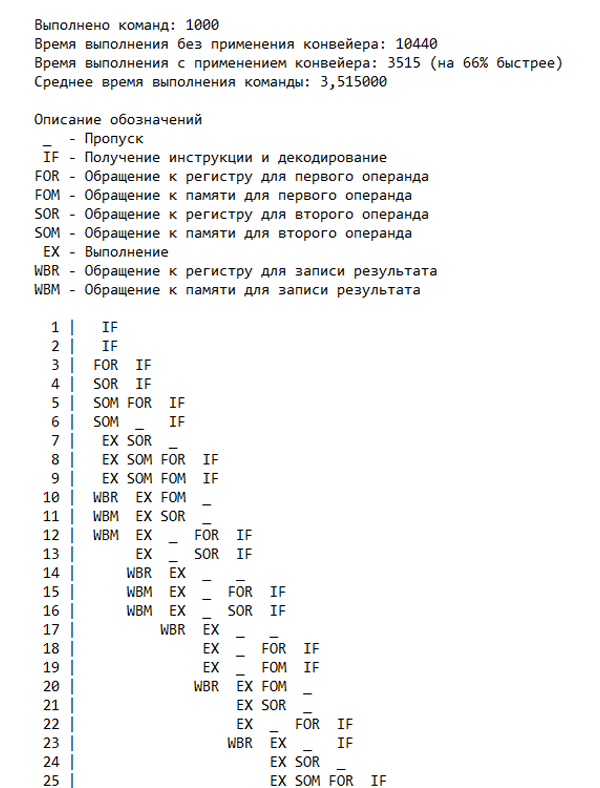 Выполнено команд: 1000
Время выполнения без применения конвейера: 10440
Время выполнения с применением конвейера: 3515 (на 66% быстрее)
Среднее время выполнения команды: 3,515000
Описание обозначений
_ - Пропуск
IF - Получение инструкции и декодирование
FOR - Обращение к регистру для первого операнда
FOM - Обращение к памяти для первого операнда
SOR - Обращение к регистру для второго операнда
SOM - Обращение к памяти для второго операнда
EX - Выполнение
WBR - Обращение к регистру для записи результата
WBM - Обращение к памяти для записи результата
1 | IF
2 | IF
3 | FOR IF
4 | SOR IF
5 | SOM FOR IF
6 | SOM _ IF
7 | EX SOR _
8 | EX SOM FOR IF
9 | EX SOM FOM IF
10 | WBR EX FOM _
11 | WBM EX SOR _
12 | WBM EX _ FOR IF
13 | EX _ SOR IF
14 | WBR EX _ _
15 | WBM EX _ FOR IF
16 | WBM EX _ SOR IF
17 | WBR EX _ _
18 | EX _ FOR IF
19 | EX _ FOM IF
20 | WBR EX FOM _
21 | EX SOR _
22 | EX _ FOR IF
23 | WBR EX _ IF
24 | EX SOR _
25 | EX SOM FOR IF